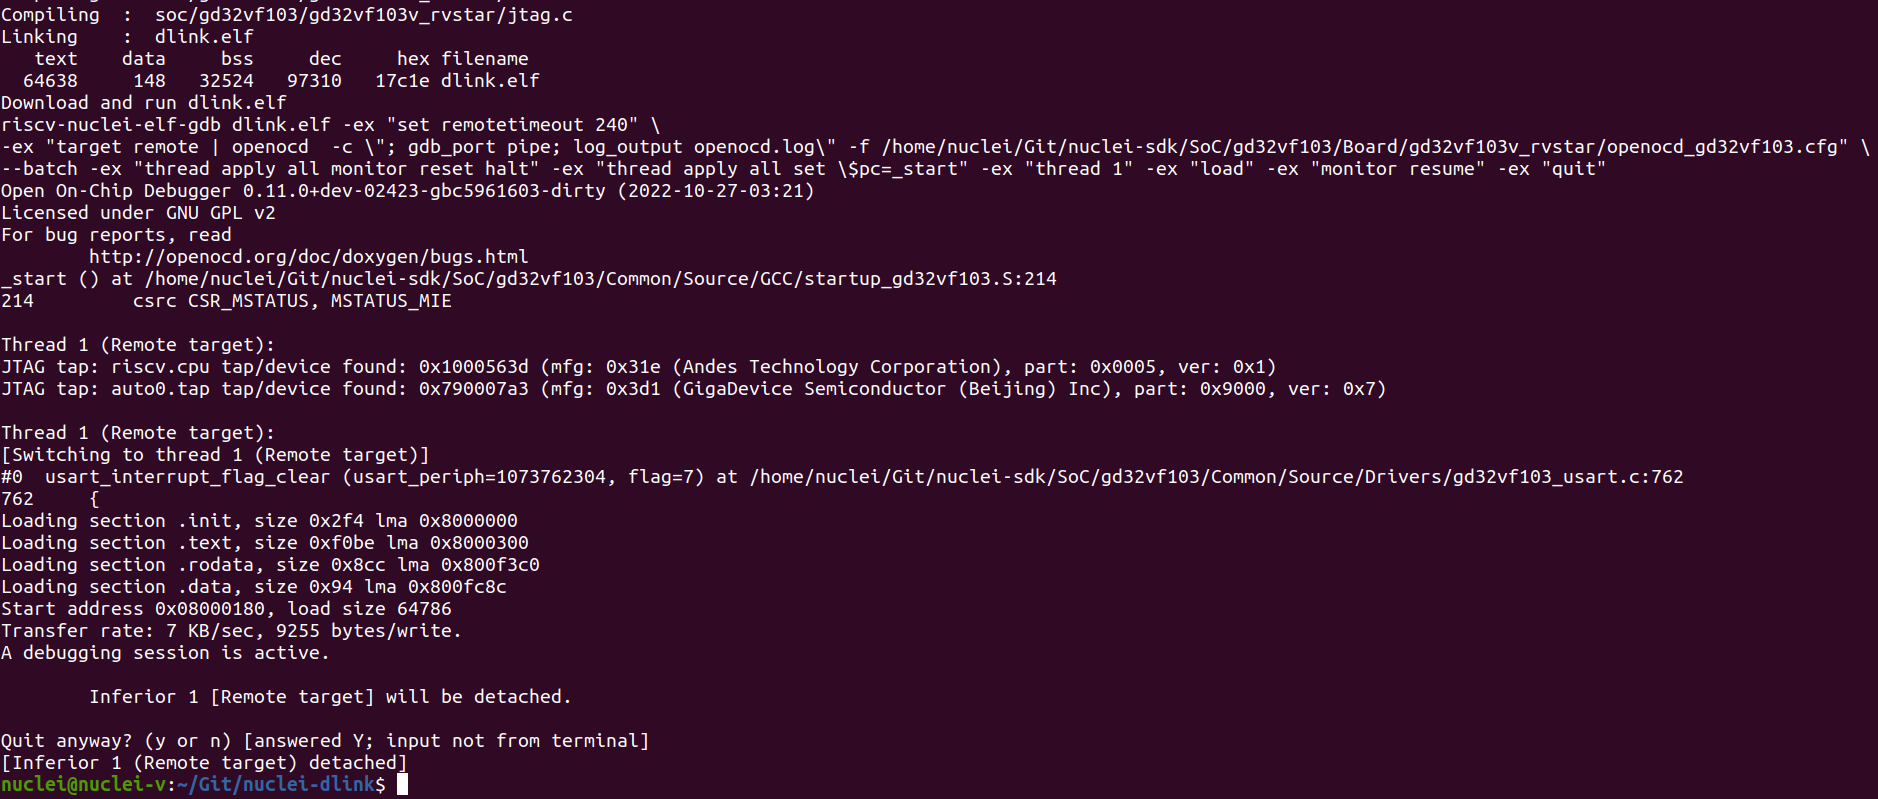 Compiling  :  soc/gd32vf103/gd32vf103v_rvstar/jtag.c
Linking    :  dlink.elf
   text    data     bss     dec     hex filename
  64638     148   32524   97310   17c1e dlink.elf
Download and run dlink.elf
riscv-nuclei-elf-gdb dlink.elf -ex "set remotetimeout 240" \
-ex "target remote | openocd  -c \"; gdb_port pipe; log_output openocd.log\" -f /home/nuclei/Git/nuclei-sdk/SoC/gd32vf103/Board/gd32vf103v_rvstar/openocd_gd32vf103.cfg" \
--batch -ex "thread apply all monitor reset halt" -ex "thread apply all set \$pc=_start" -ex "thread 1" -ex "load" -ex "monitor resume" -ex "quit"
Open On-Chip Debugger 0.11.0+dev-02423-gbc5961603-dirty (2022-10-27-03:21)
Licensed under GNU GPL v2
For bug reports, read
        http://openocd.org/doc/doxygen/bugs.html
_start () at /home/nuclei/Git/nuclei-sdk/SoC/gd32vf103/Common/Source/GCC/startup_gd32vf103.S:214
214         csrc CSR_MSTATUS, MSTATUS_MIE
Thread 1 (Remote target):
JTAG tap: riscv.cpu tap/device found: 0x1000563d (mfg: 0x31e (Andes Technology Corporation), part: 0x0005, ver: 0x1)
JTAG tap: auto0.tap tap/device found: 0x790007a3 (mfg: 0x3d1 (GigaDevice Semiconductor (Beijing) Inc), part: 0x9000, ver: 0x7)
Thread 1 (Remote target):
[Switching to thread 1 (Remote target)]
#0  usart_interrupt_flag_clear (usart_periph=1073762304, flag=7) at /home/nuclei/Git/nuclei-sdk/SoC/gd32vf103/Common/Source/Drivers/gd32vf103_usart.c:762
762     {
Loading section .init, size 0x2f4 lma 0x8000000
Loading section .text, size 0xf0be lma 0x8000300
Loading section .rodata, size 0x8cc lma 0x800f3c0
Loading section .data, size 0x94 lma 0x800fc8c
Start address 0x08000180, load size 64786
Transfer rate: 7 KB/sec, 9255 bytes/write.
A debugging session is active.
        Inferior 1 [Remote target] will be detached.
Quit anyway? (y or n) [answered Y; input not from terminal]
[Inferior 1 (Remote target) detached]
nuclei@nuclei-v:~/Git/nuclei-dlink$